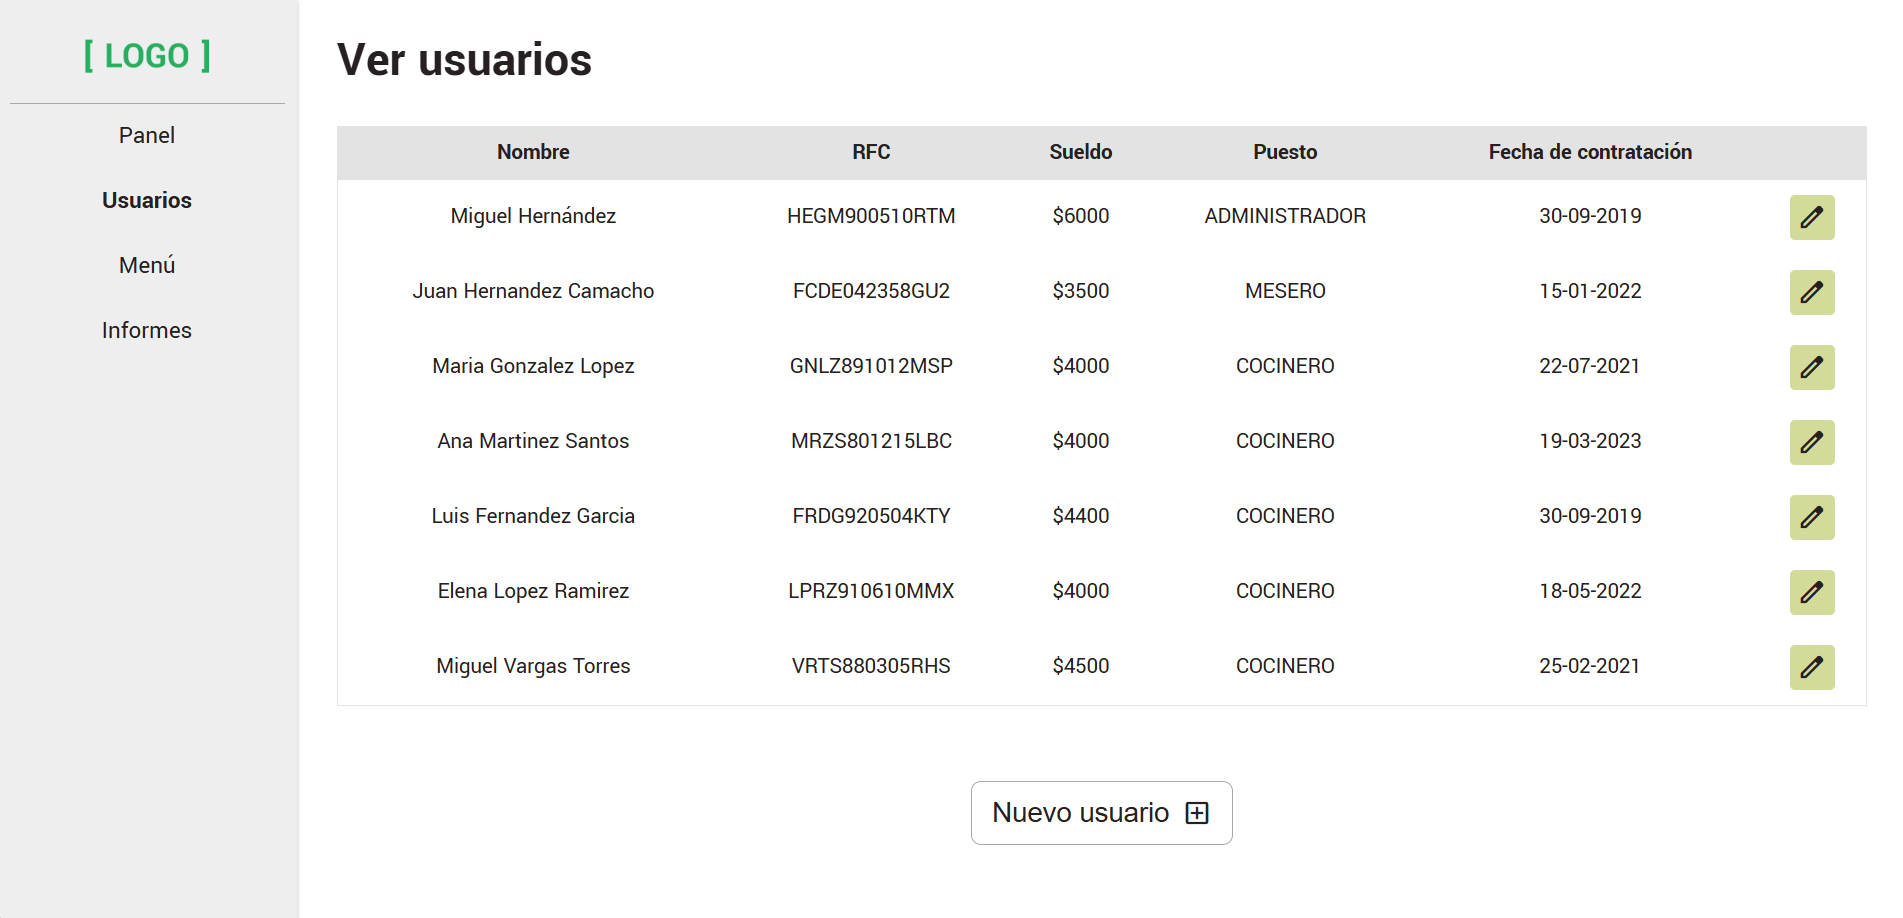 [ LOGO ]
Panel
Usuarios
Menú
Informes
Ver usuarios
Nombre RFC Sueldo Puesto Fecha de contratación
Miguel Hernández HEGM900510RTM $6000 ADMINISTRADOR 30-09-2019
Juan Hernandez Camacho FCDE042358GU2 $3500 MESERO 15-01-2022
Maria Gonzalez Lopez GNLZ891012MSP $4000 COCINERO 22-07-2021
Ana Martinez Santos MRZS801215LBC $4000 COCINERO 19-03-2023
Luis Fernandez Garcia FRDG920504KTY $4400 COCINERO 30-09-2019
Elena Lopez Ramirez LPRZ910610MMX $4000 COCINERO 18-05-2022
Miguel Vargas Torres VRTS880305RHS $4500 COCINERO 25-02-2021
Nuevo usuario